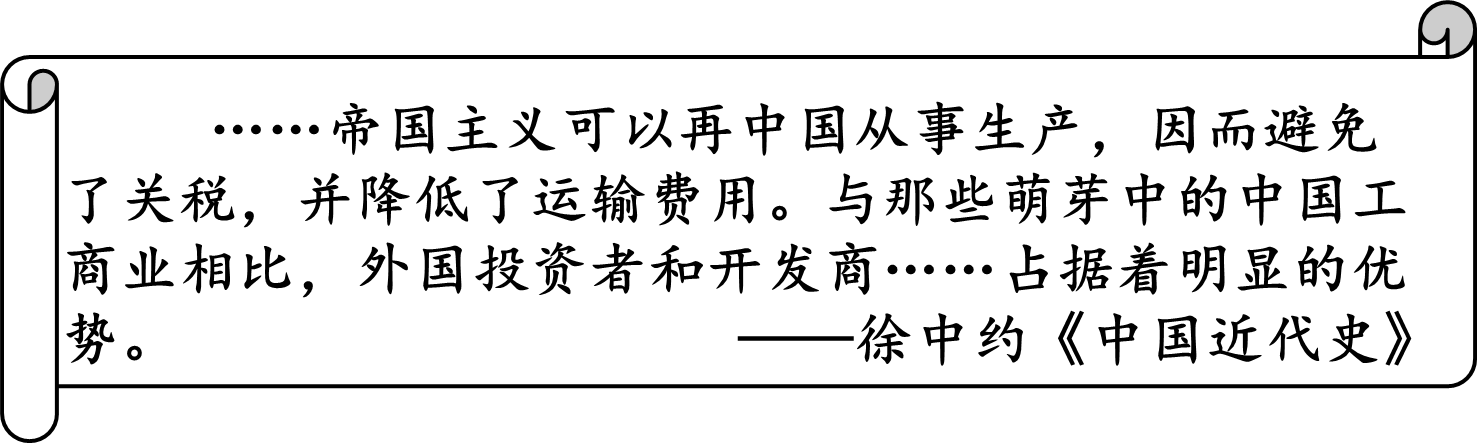 ……帝国主义可以再中国从事生产，因而避免
了关税，并降低了运输费用。与那些萌芽中的中国工
商业相比，外国投资者和开发商……占据着明显的优
势。 ——徐中约《中国近代史》